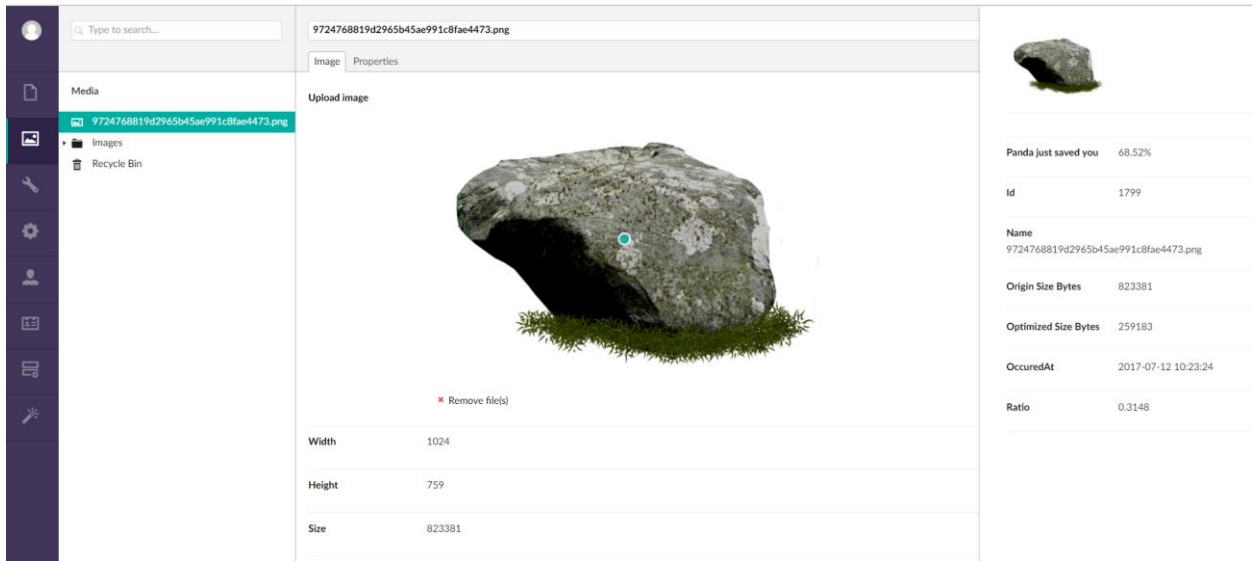 Type to search...
9724768819d2965b45ae991c8fae4473.png
Image Properties
Media
9724768819d2965b45ae991c8fae4473.png
Images
Recycle Bin
Upload image
Remove file(s)
Width 1024
Height 759
Size 823381
Panda just saved you 68.52%
Id 1799
Name
9724768819d2965b45ae991c8fae4473.png
Origin Size Bytes 823381
Optimized Size Bytes 259183
OccuredAt 2017-07-12 10:23:24
Ratio 0.3148